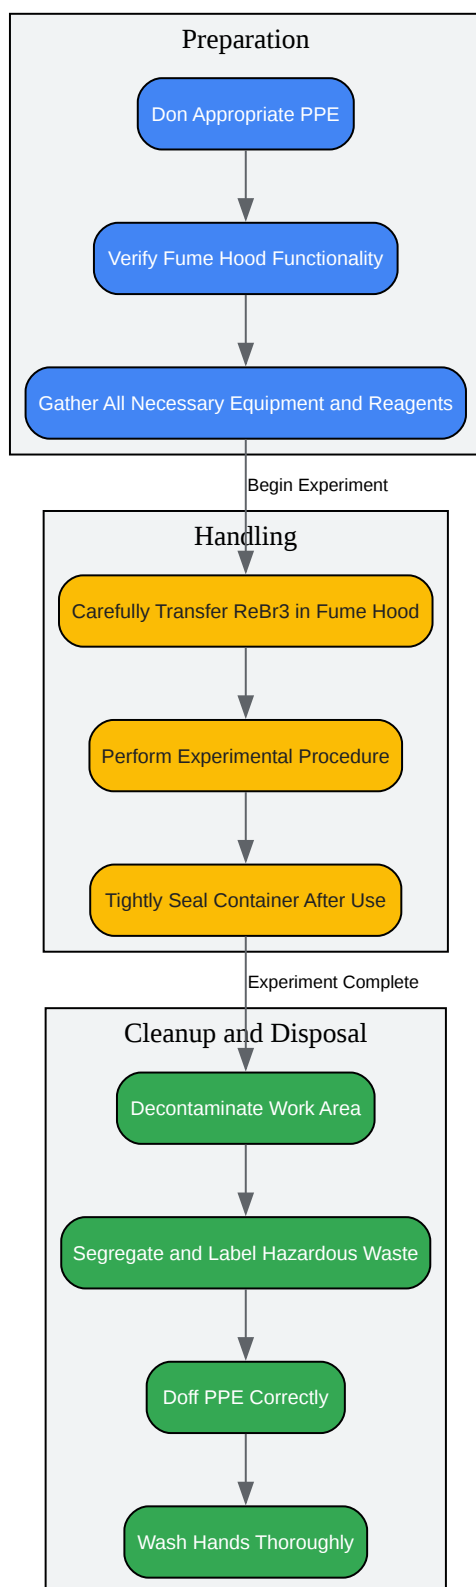 Preparation
Don Appropriate PPE
Verify Fume Hood Functionality
Gather All Necessary Equipment and Reagents
Begin Experiment
Handling
Carefully Transfer ReBr3 in Fume Hood
Perform Experimental Procedure
Tightly Seal Container After Use
Experiment Complete
Cleanup and Disposal
Decontaminate Work Area
Segregate and Label Hazardous Waste
Doff PPE Correctly
Wash Hands Thoroughly